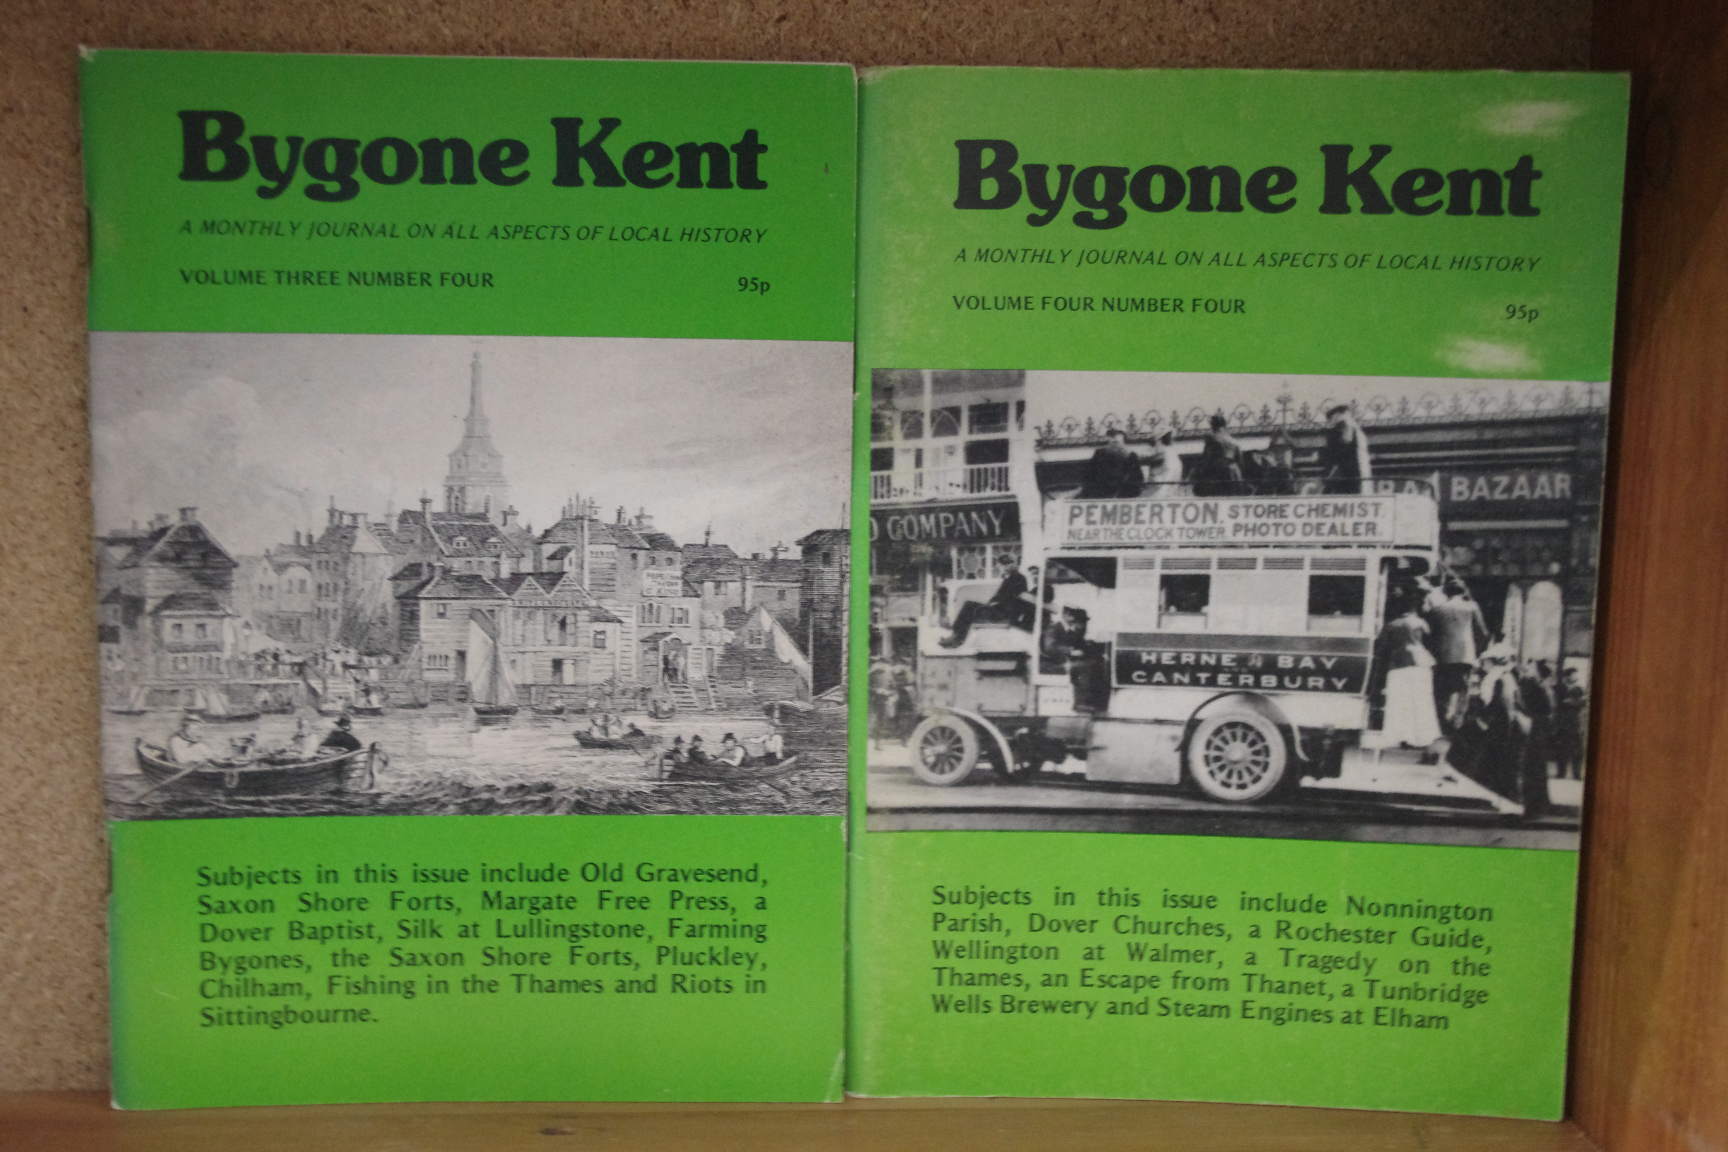 Bygone Kent
A MONTHLY JOURNAL ON ALL ASPECTS OF LOCAL HISTORY
VOLUME THREE NUMBER FOUR
95p
Subjects in this issue include Old Gravesend,
Saxon Shore Forts, Margate Free Press, a
Dover Baptist, Silk at Lullingstone, Farming
Bygones, the Saxon Shore Forts, Pluckley,
Chilham, Fishing in the Thames and Riots in
Sittingbourne.
Bygone Kent
A MONTHLY JOURNAL ON ALL ASPECTS OF LOCAL HISTORY
VOLUME FOUR NUMBER FOUR
95p
BAZAAR
COMPANY
PEMBERTON. STORE CHEMIST.
NEAR THE CLOCK TOWER. PHOTO DEALER.
HERNE BAY
CANTERBURY
Subjects in this issue include Nonnington
Parish, Dover Churches, a Rochester Guide,
Wellington at Walmer, a Tragedy on the
Thames, an Escape from Thanet, a Tunbridge
Wells Brewery and Steam Engines at Elham